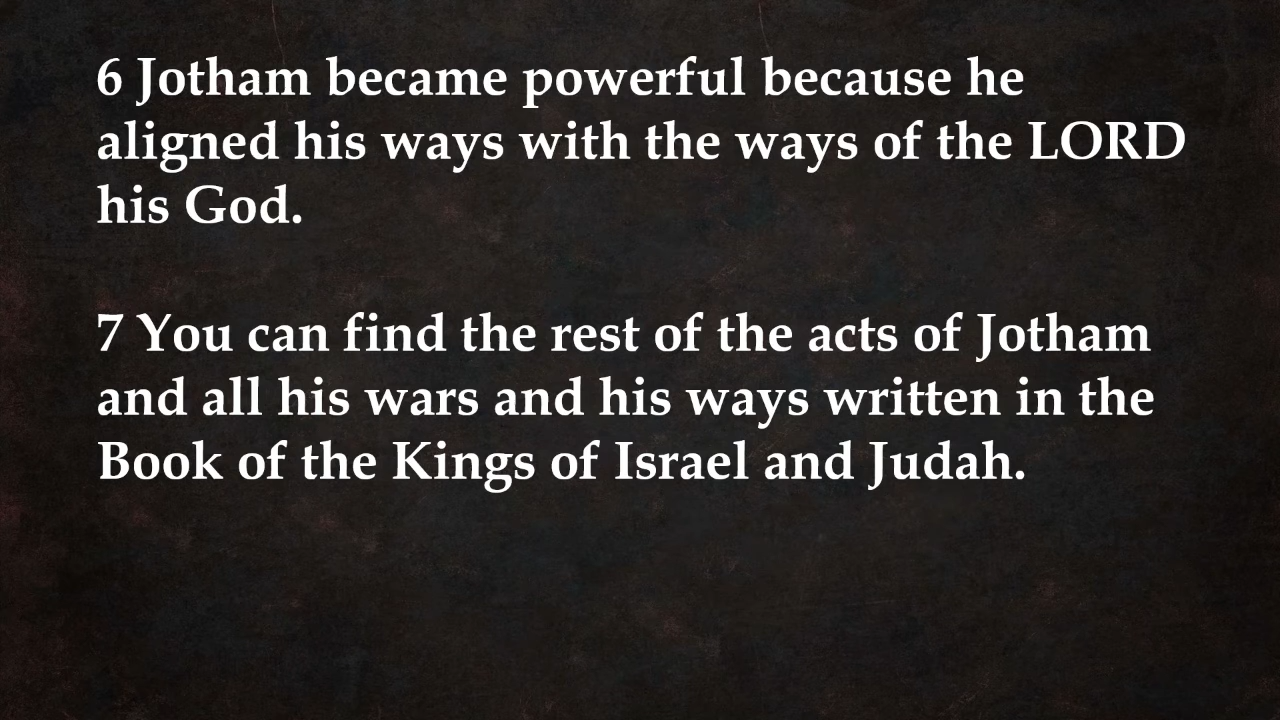 6 Jotham became powerful because he
aligned his ways with the ways of the LORD
his God.
7 You can find the rest of the acts of Jotham
and all his wars and his ways written in the
Book of the Kings of Israel and Judah.